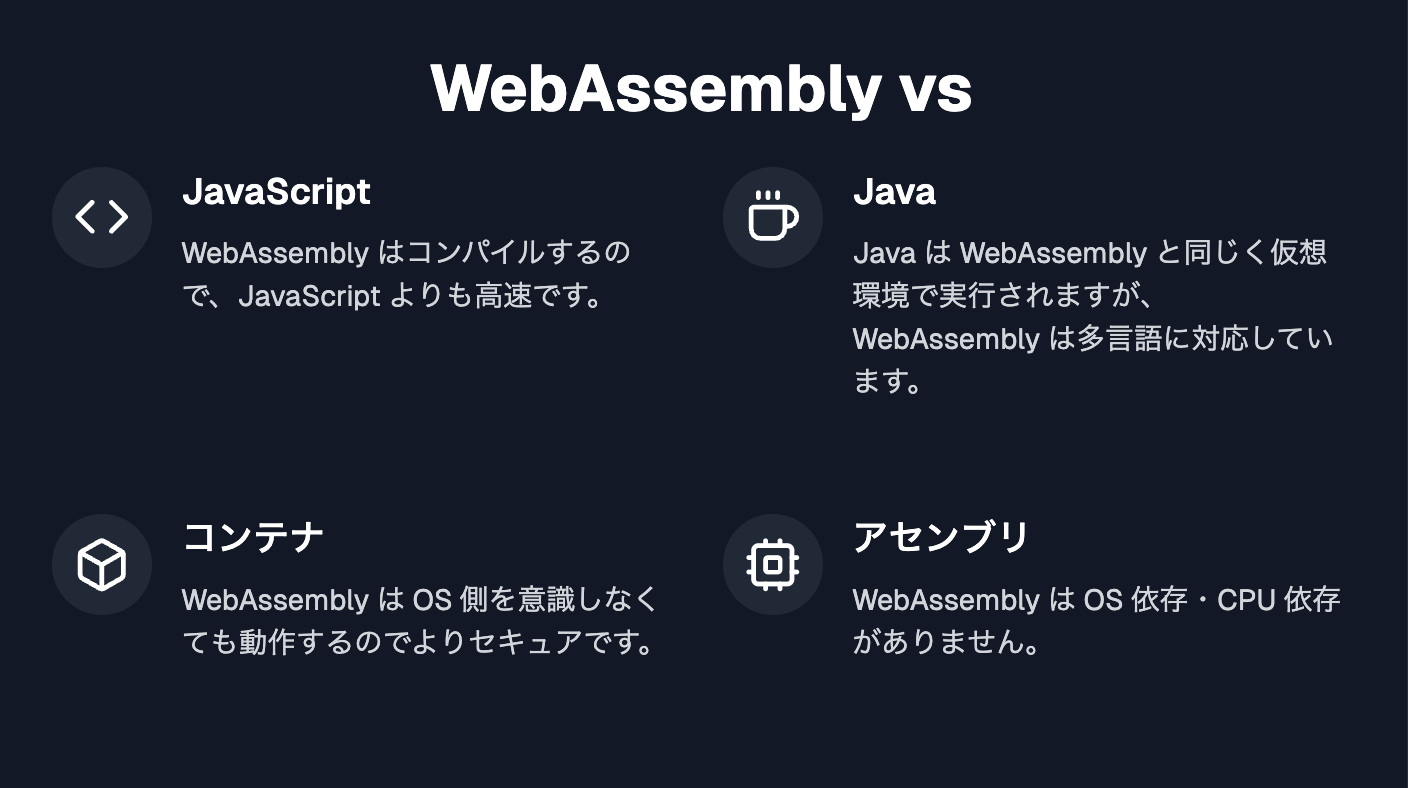 WebAssembly vs
JavaScript
WebAssembly はコンパイルするの
で、JavaScript よりも高速です。
Java
Java は WebAssembly と同じく仮想
環境で実行されますが、
WebAssembly は多言語に対応してい
ます。
コンテナ
WebAssembly は OS 側を意識しなく
ても動作するのでよりセキュアです。
アセンブリ
WebAssembly は OS 依存・CPU 依存
がありません。